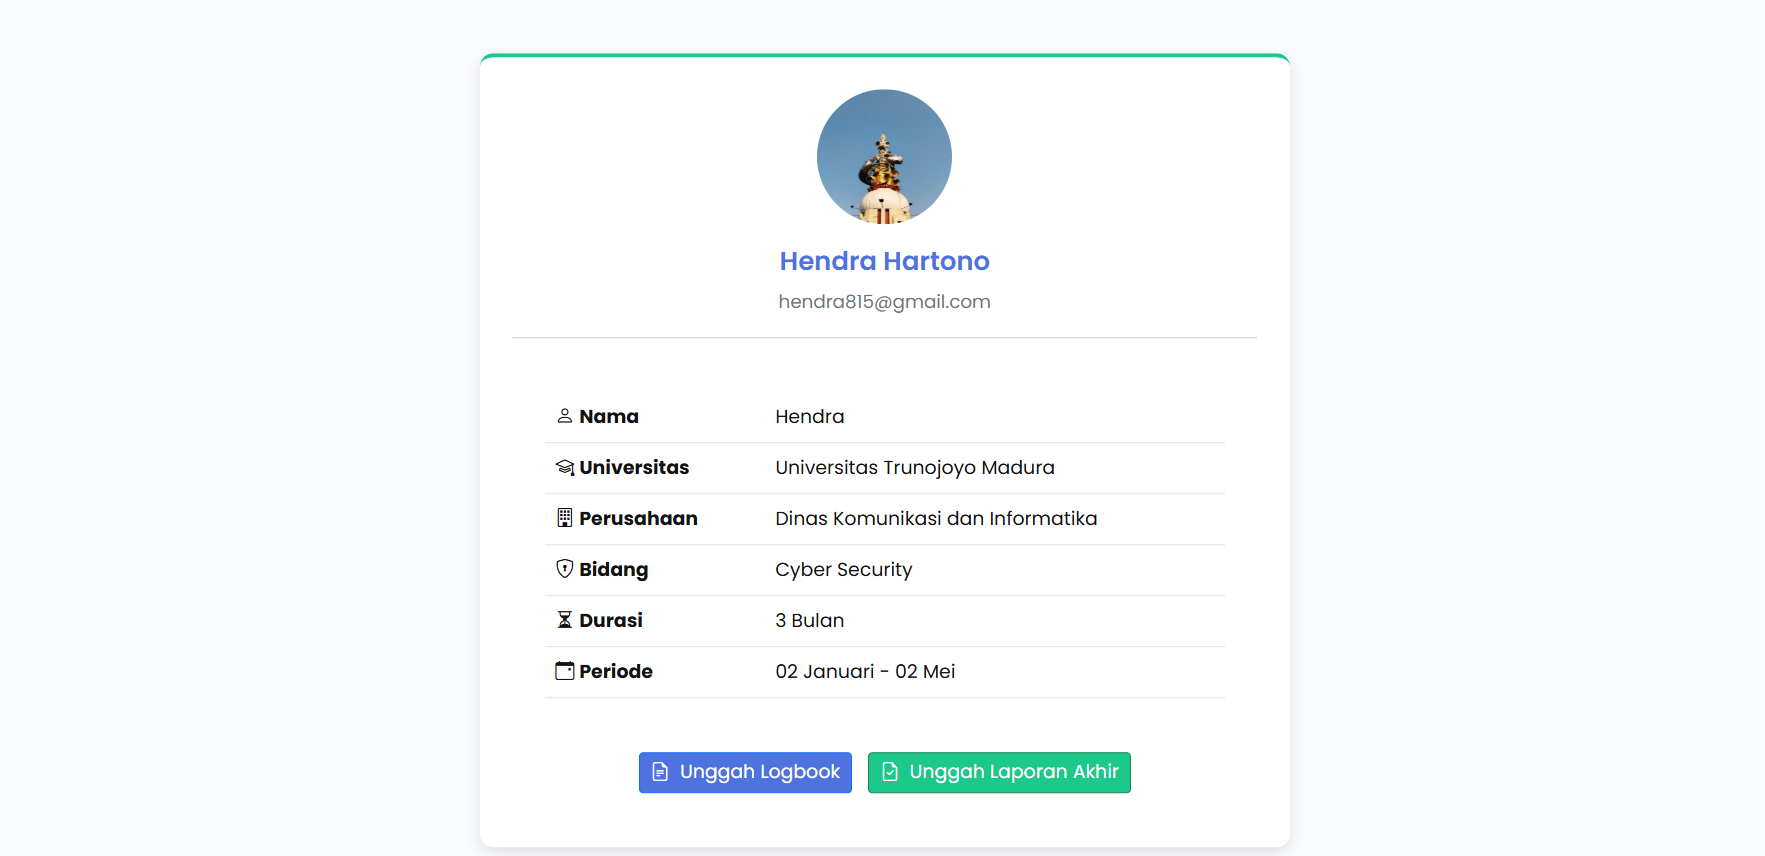 Hendra Hartono
hendra815@gmail.com
Nama Hendra
Universitas Universitas Trunojoyo Madura
Perusahaan Dinas Komunikasi dan Informatika
Bidang Cyber Security
Durasi 3 Bulan
Periode 02 Januari - 02 Mei
Unggah Logbook Unggah Laporan Akhir